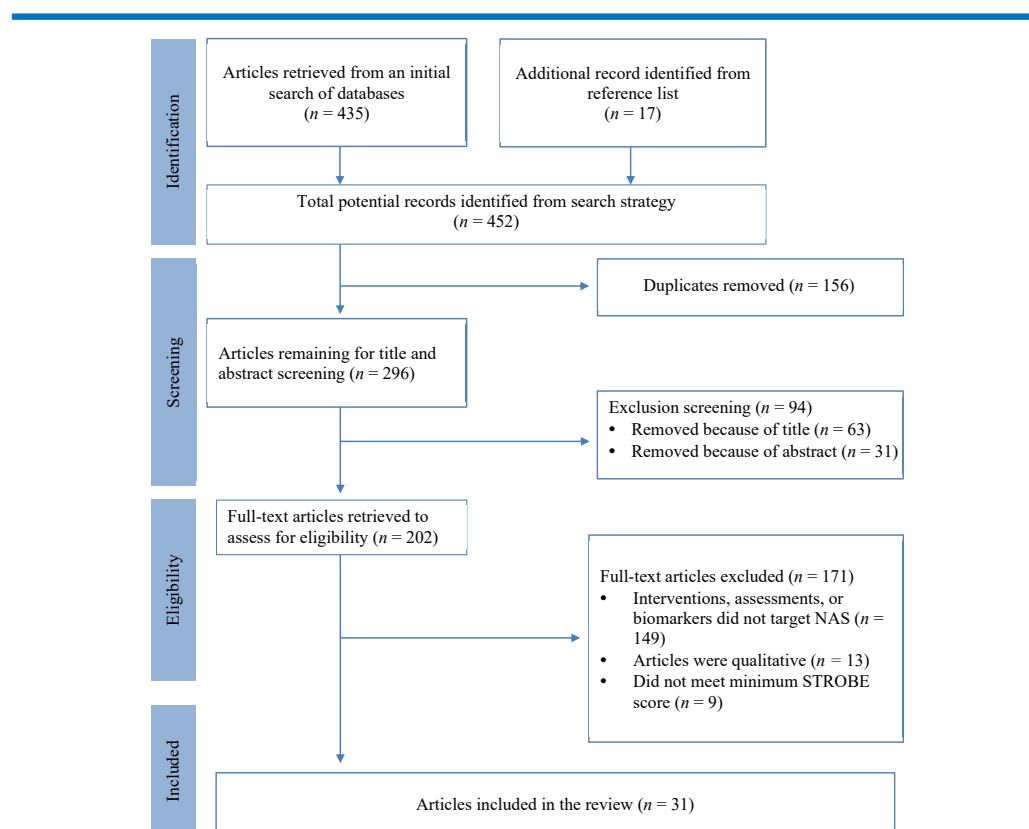 Identification
Articles retrieved from an initial
search of databases
(n = 435)
Additional record identified from
reference list
(n = 17)
Total potential records identified from search strategy
(n = 452)
Screening
Duplicates removed (n = 156)
Articles remaining for title and
abstract screening (n = 296)
Exclusion screening (n = 94)
• Removed because of title (n = 63)
• Removed because of abstract (n = 31)
Eligibility
Full-text articles retrieved to
assess for eligibility (n = 202)
Full-text articles excluded (n = 171)
• Interventions, assessments, or
biomarkers did not target NAS (n =
149)
• Articles were qualitative (n = 13)
• Did not meet minimum STROBE
score (n = 9)
Included
Articles included in the review (n = 31)